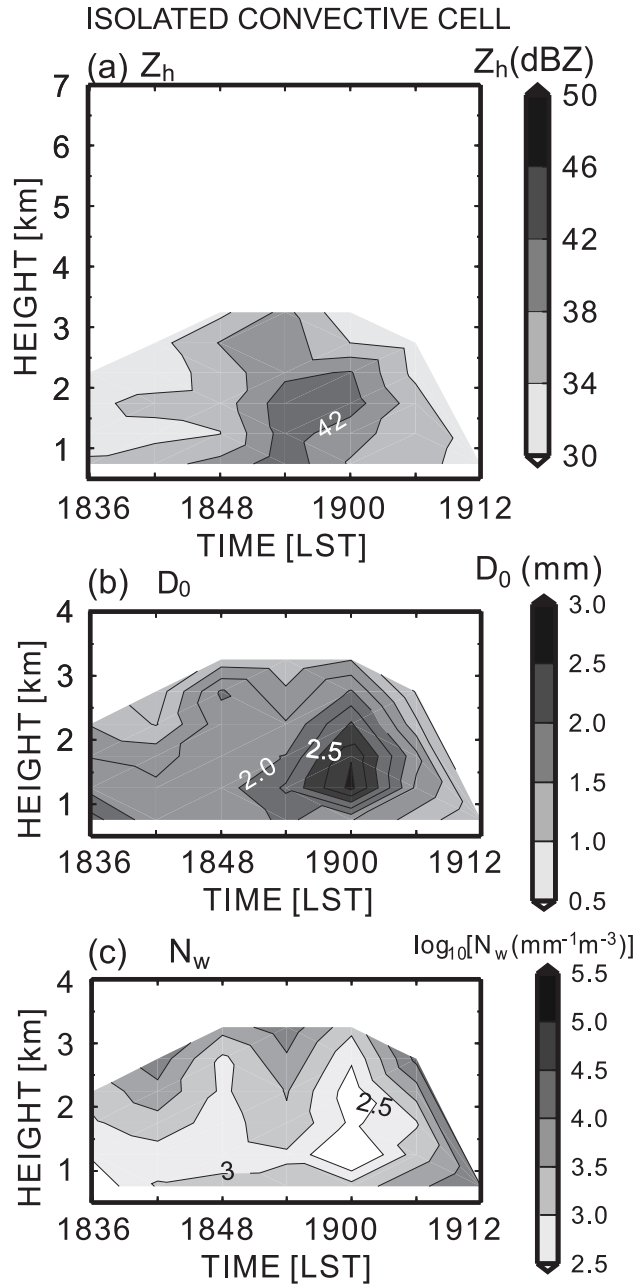 ISOLATED CONVECTIVE CELL
(a) Zₕ
Zₕ(dBZ)
7
6
5
4
3
2
1
HEIGHT [km]
42
50
46
42
38
34
30
1836 1848 1900 1912
TIME [LST]
(b) D₀
D₀ (mm)
4
3
2
1
HEIGHT [km]
2.5
2.0
3.0
2.5
2.0
1.5
1.0
0.5
1836 1848 1900 1912
TIME [LST]
(c) N_w
log₁₀[N_w(mm⁻¹m⁻³)]
4
3
2
1
HEIGHT [km]
2.5
3
5.5
5.0
4.5
4.0
3.5
3.0
2.5
1836 1848 1900 1912
TIME [LST]